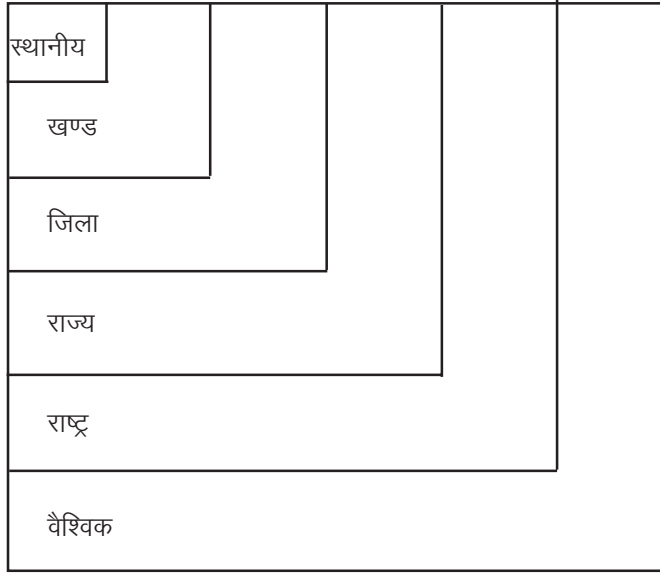 स्थानीय
खण्ड
जिला
राज्य
राष्ट्र
वैश्विक